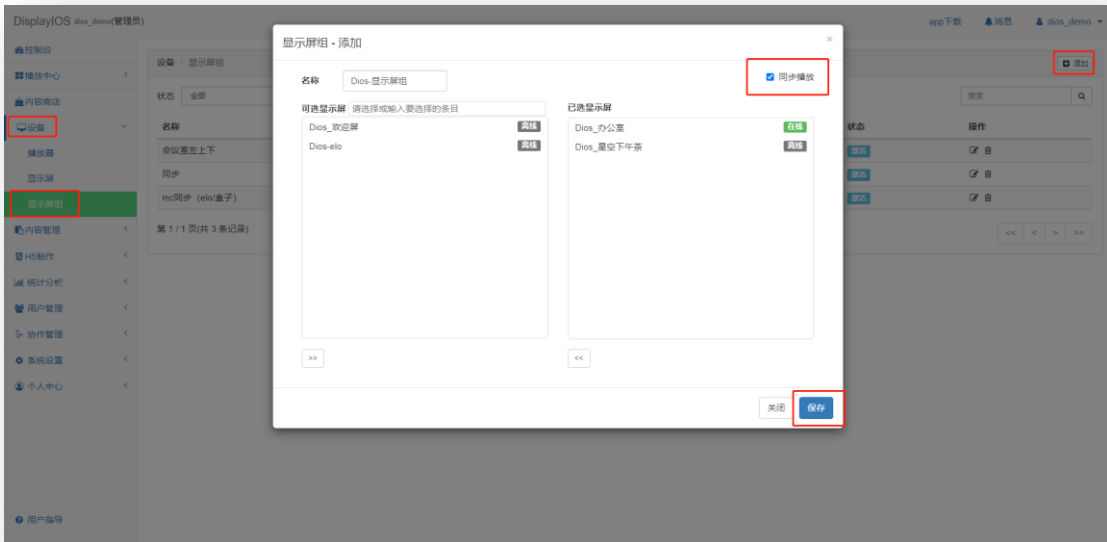 DisplayIOS dios_demo(管理员)
app下载 消息 dios_demo
控制台
播放中心
内容商店
设备
播放器
显示屏
显示屏组
内容管理
H5制作
统计分析
用户管理
协作管理
系统设置
个人中心
用户指导
设备 / 显示屏组
添加
状态 全部
搜索
名称 状态 操作
会议室左上下 激活
同步 激活
mc同步 (elo/盒子) 激活
第 1 / 1 页(共 3 条记录)
<< < > >>
显示屏组 - 添加 ×
名称 Dios-显示屏组 同步播放
可选显示屏 请选择或输入要选择的条目 已选显示屏
Dios_欢迎屏 离线 Dios_办公室 在线
Dios-elo 离线 Dios_星空下午茶 离线
>> <<
关闭 保存